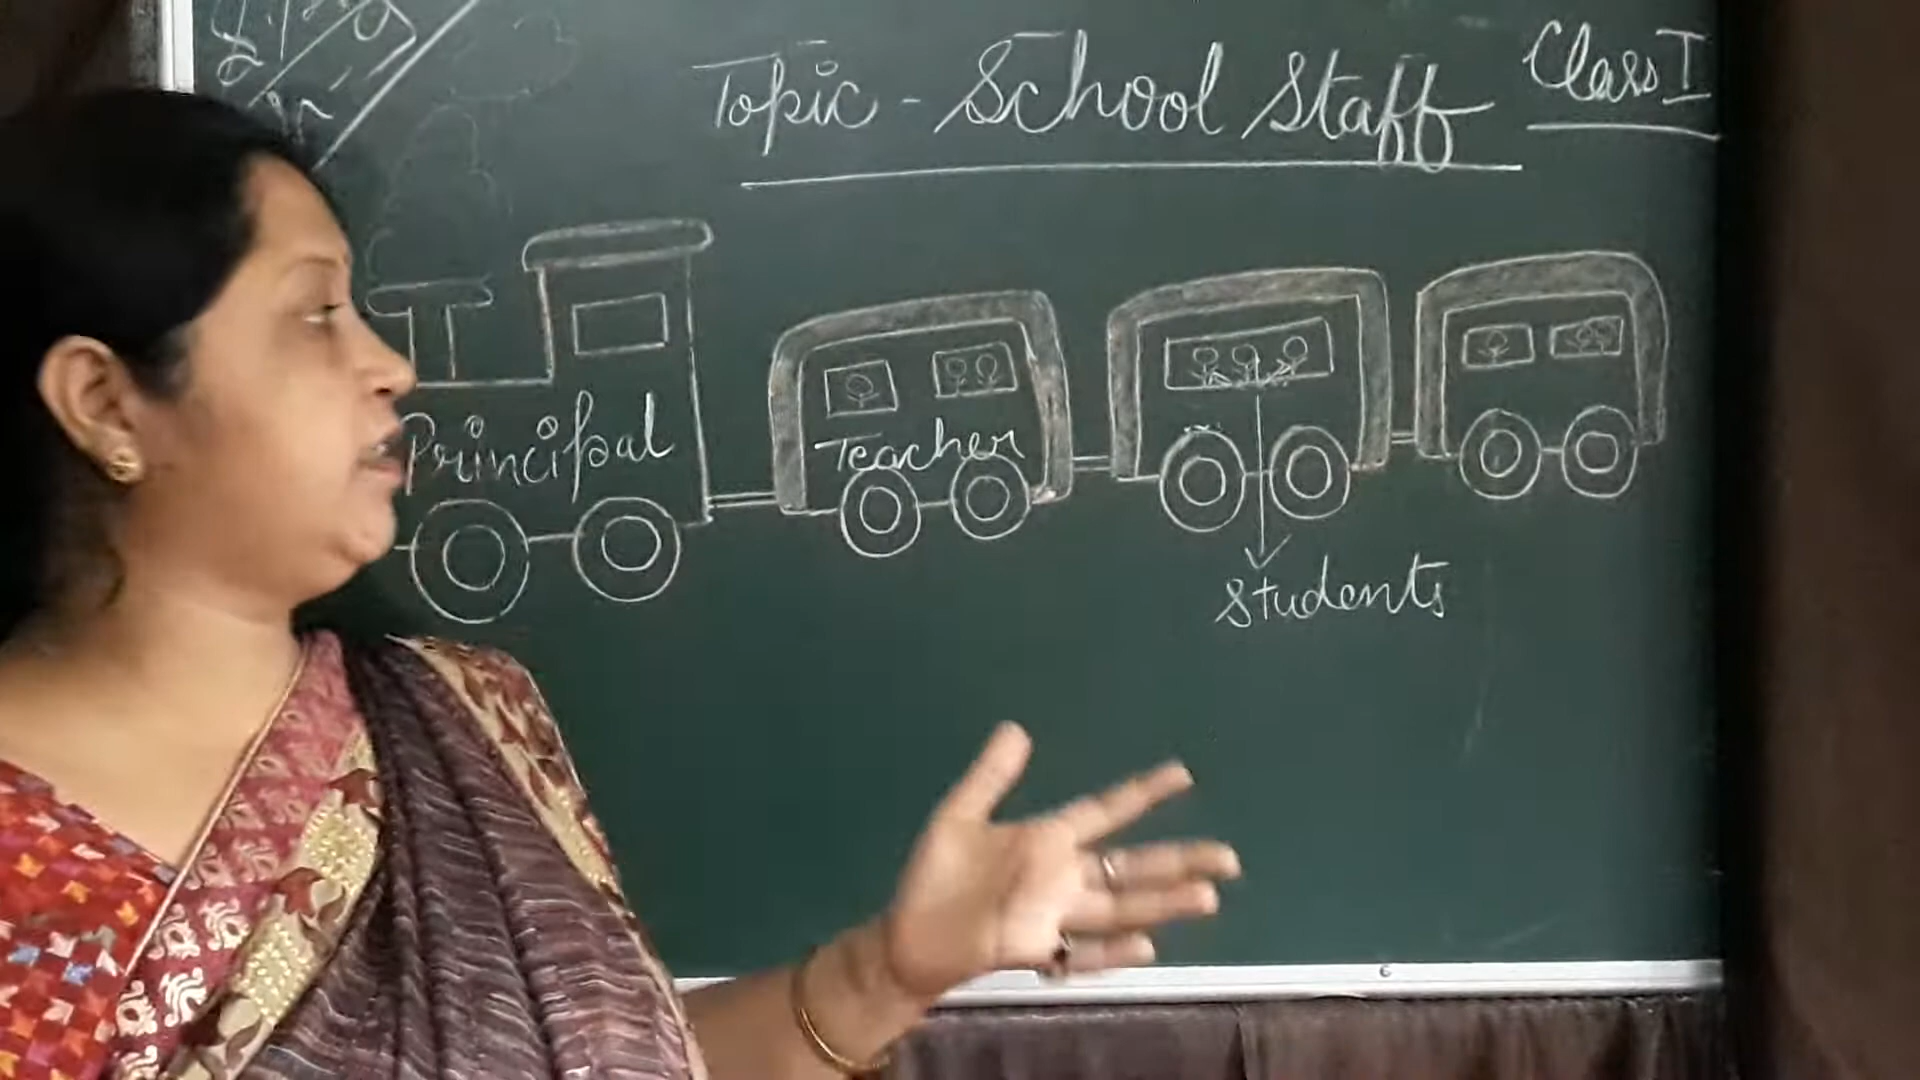 Topic - School Staff
Class I
Principal
Teacher
students